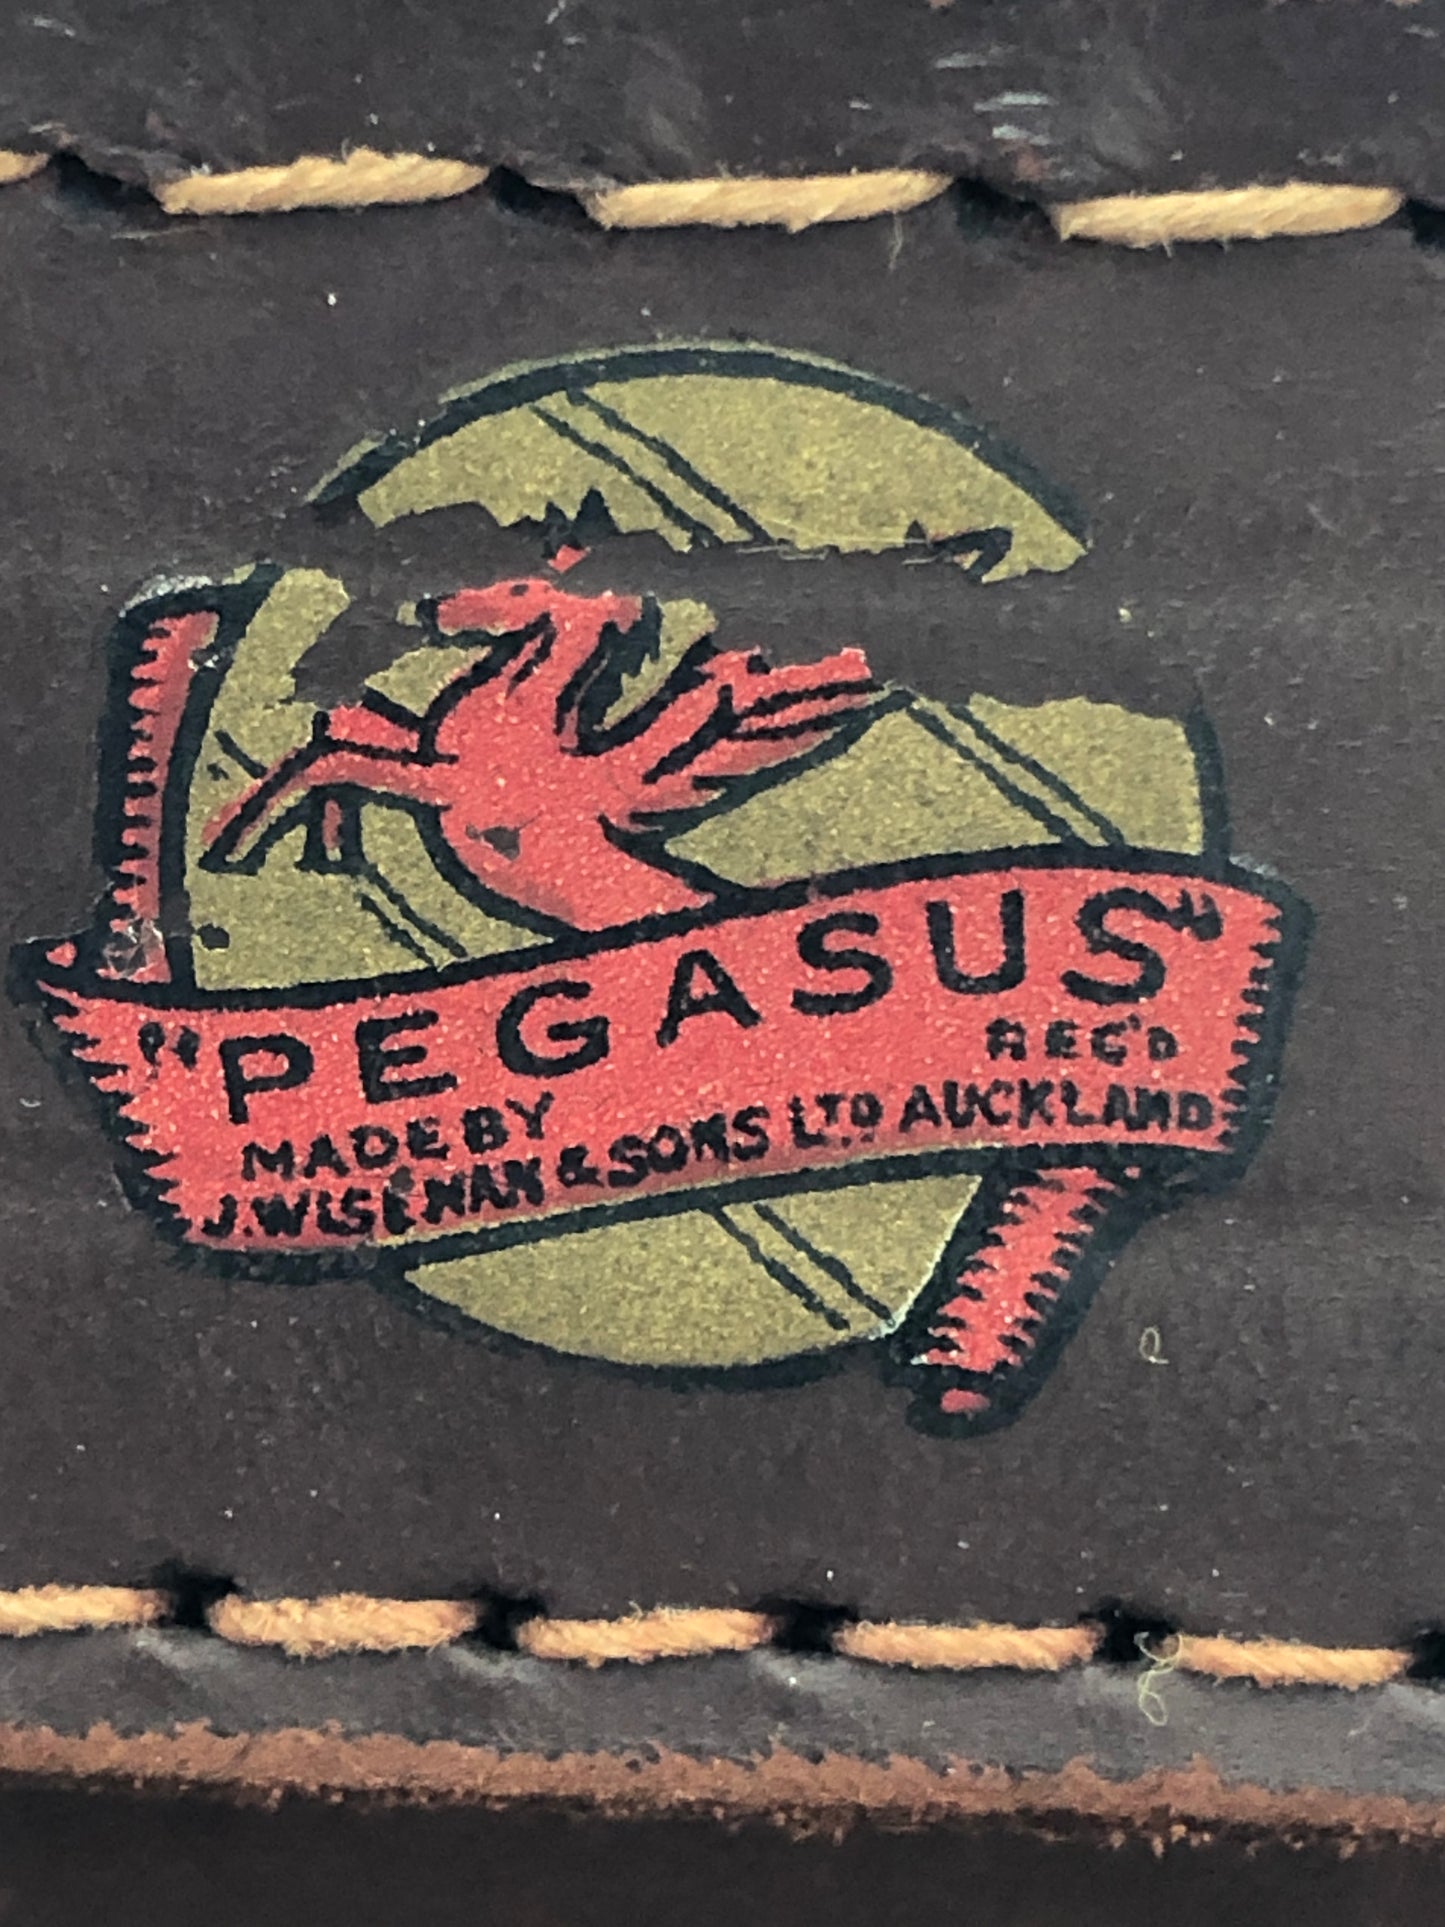 "PEGASUS"
REG'D
MADE BY
J. WISEMAN & SONS LTD AUCKLAND